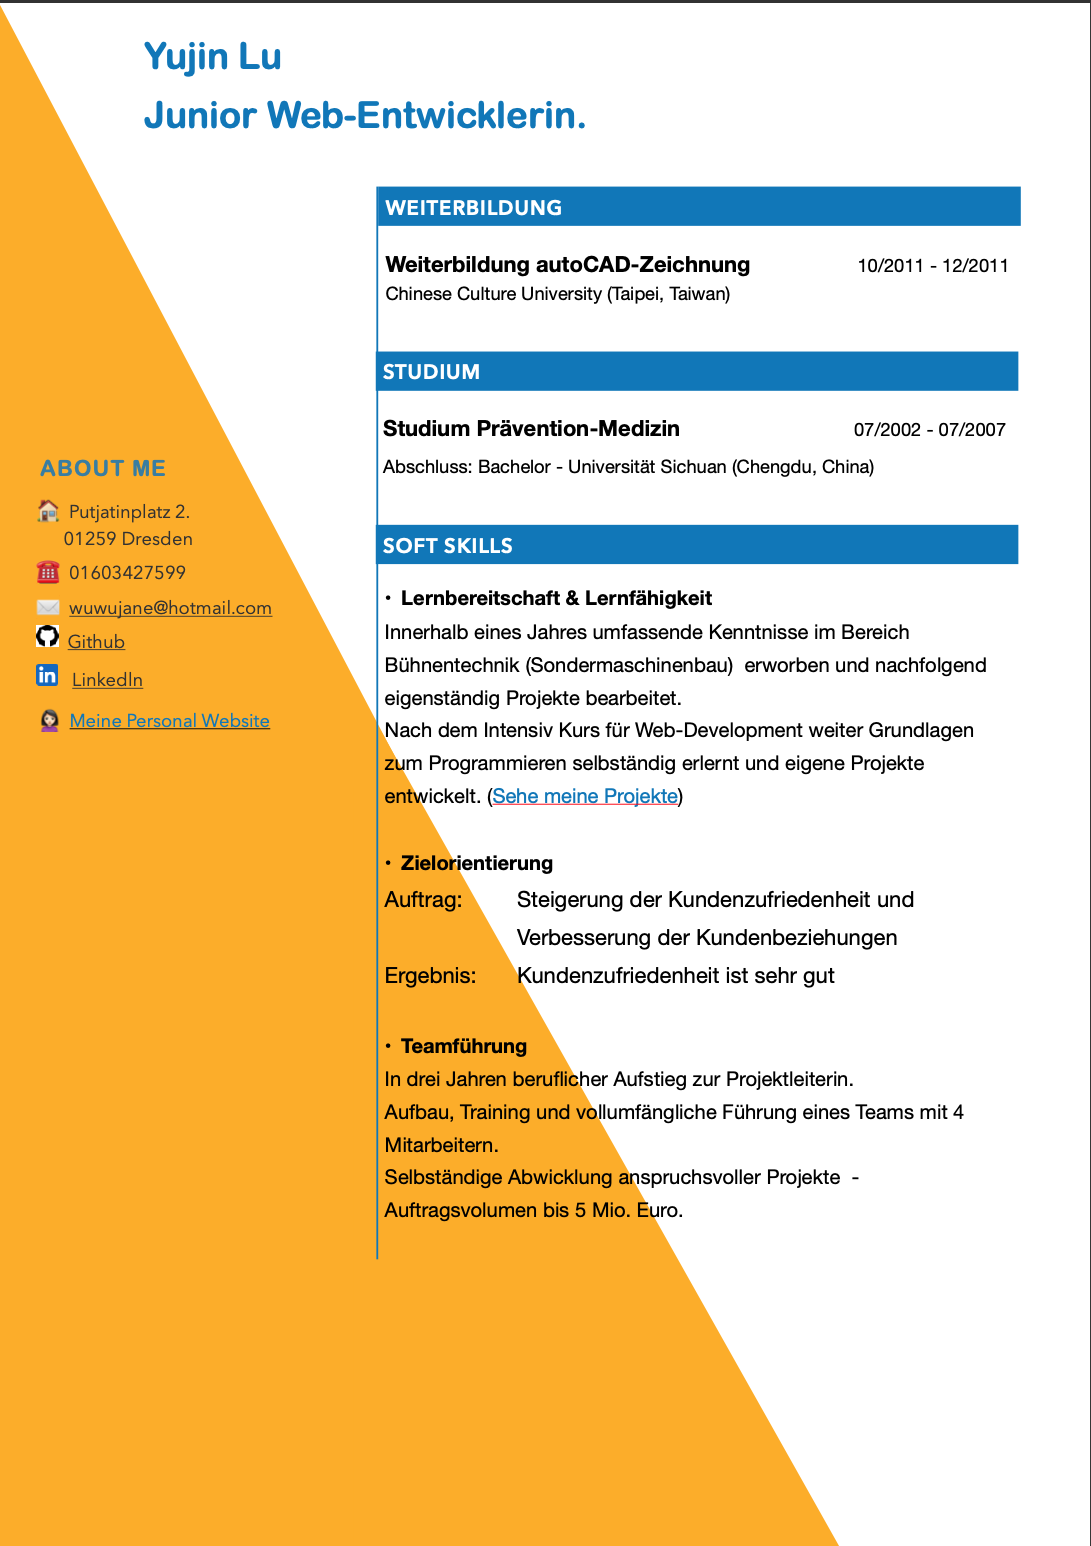 Yujin Lu
Junior Web-Entwicklerin.
WEITERBILDUNG
Weiterbildung autoCAD-Zeichnung 10/2011 - 12/2011
Chinese Culture University (Taipei, Taiwan)
STUDIUM
Studium Prävention-Medizin 07/2002 - 07/2007
Abschluss: Bachelor - Universität Sichuan (Chengdu, China)
ABOUT ME
Putjatinplatz 2.
01259 Dresden
01603427599
wuwujane@hotmail.com
Github
in LinkedIn
Meine Personal Website
SOFT SKILLS
• Lernbereitschaft & Lernfähigkeit
Innerhalb eines Jahres umfassende Kenntnisse im Bereich
Bühnentechnik (Sondermaschinenbau) erworben und nachfolgend
eigenständig Projekte bearbeitet.
Nach dem Intensiv Kurs für Web-Development weiter Grundlagen
zum Programmieren selbständig erlernt und eigene Projekte
entwickelt. (Sehe meine Projekte)
• Zielorientierung
Auftrag: Steigerung der Kundenzufriedenheit und
Verbesserung der Kundenbeziehungen
Ergebnis: Kundenzufriedenheit ist sehr gut
• Teamführung
In drei Jahren beruflicher Aufstieg zur Projektleiterin.
Aufbau, Training und vollumfängliche Führung eines Teams mit 4
Mitarbeitern.
Selbständige Abwicklung anspruchsvoller Projekte -
Auftragsvolumen bis 5 Mio. Euro.